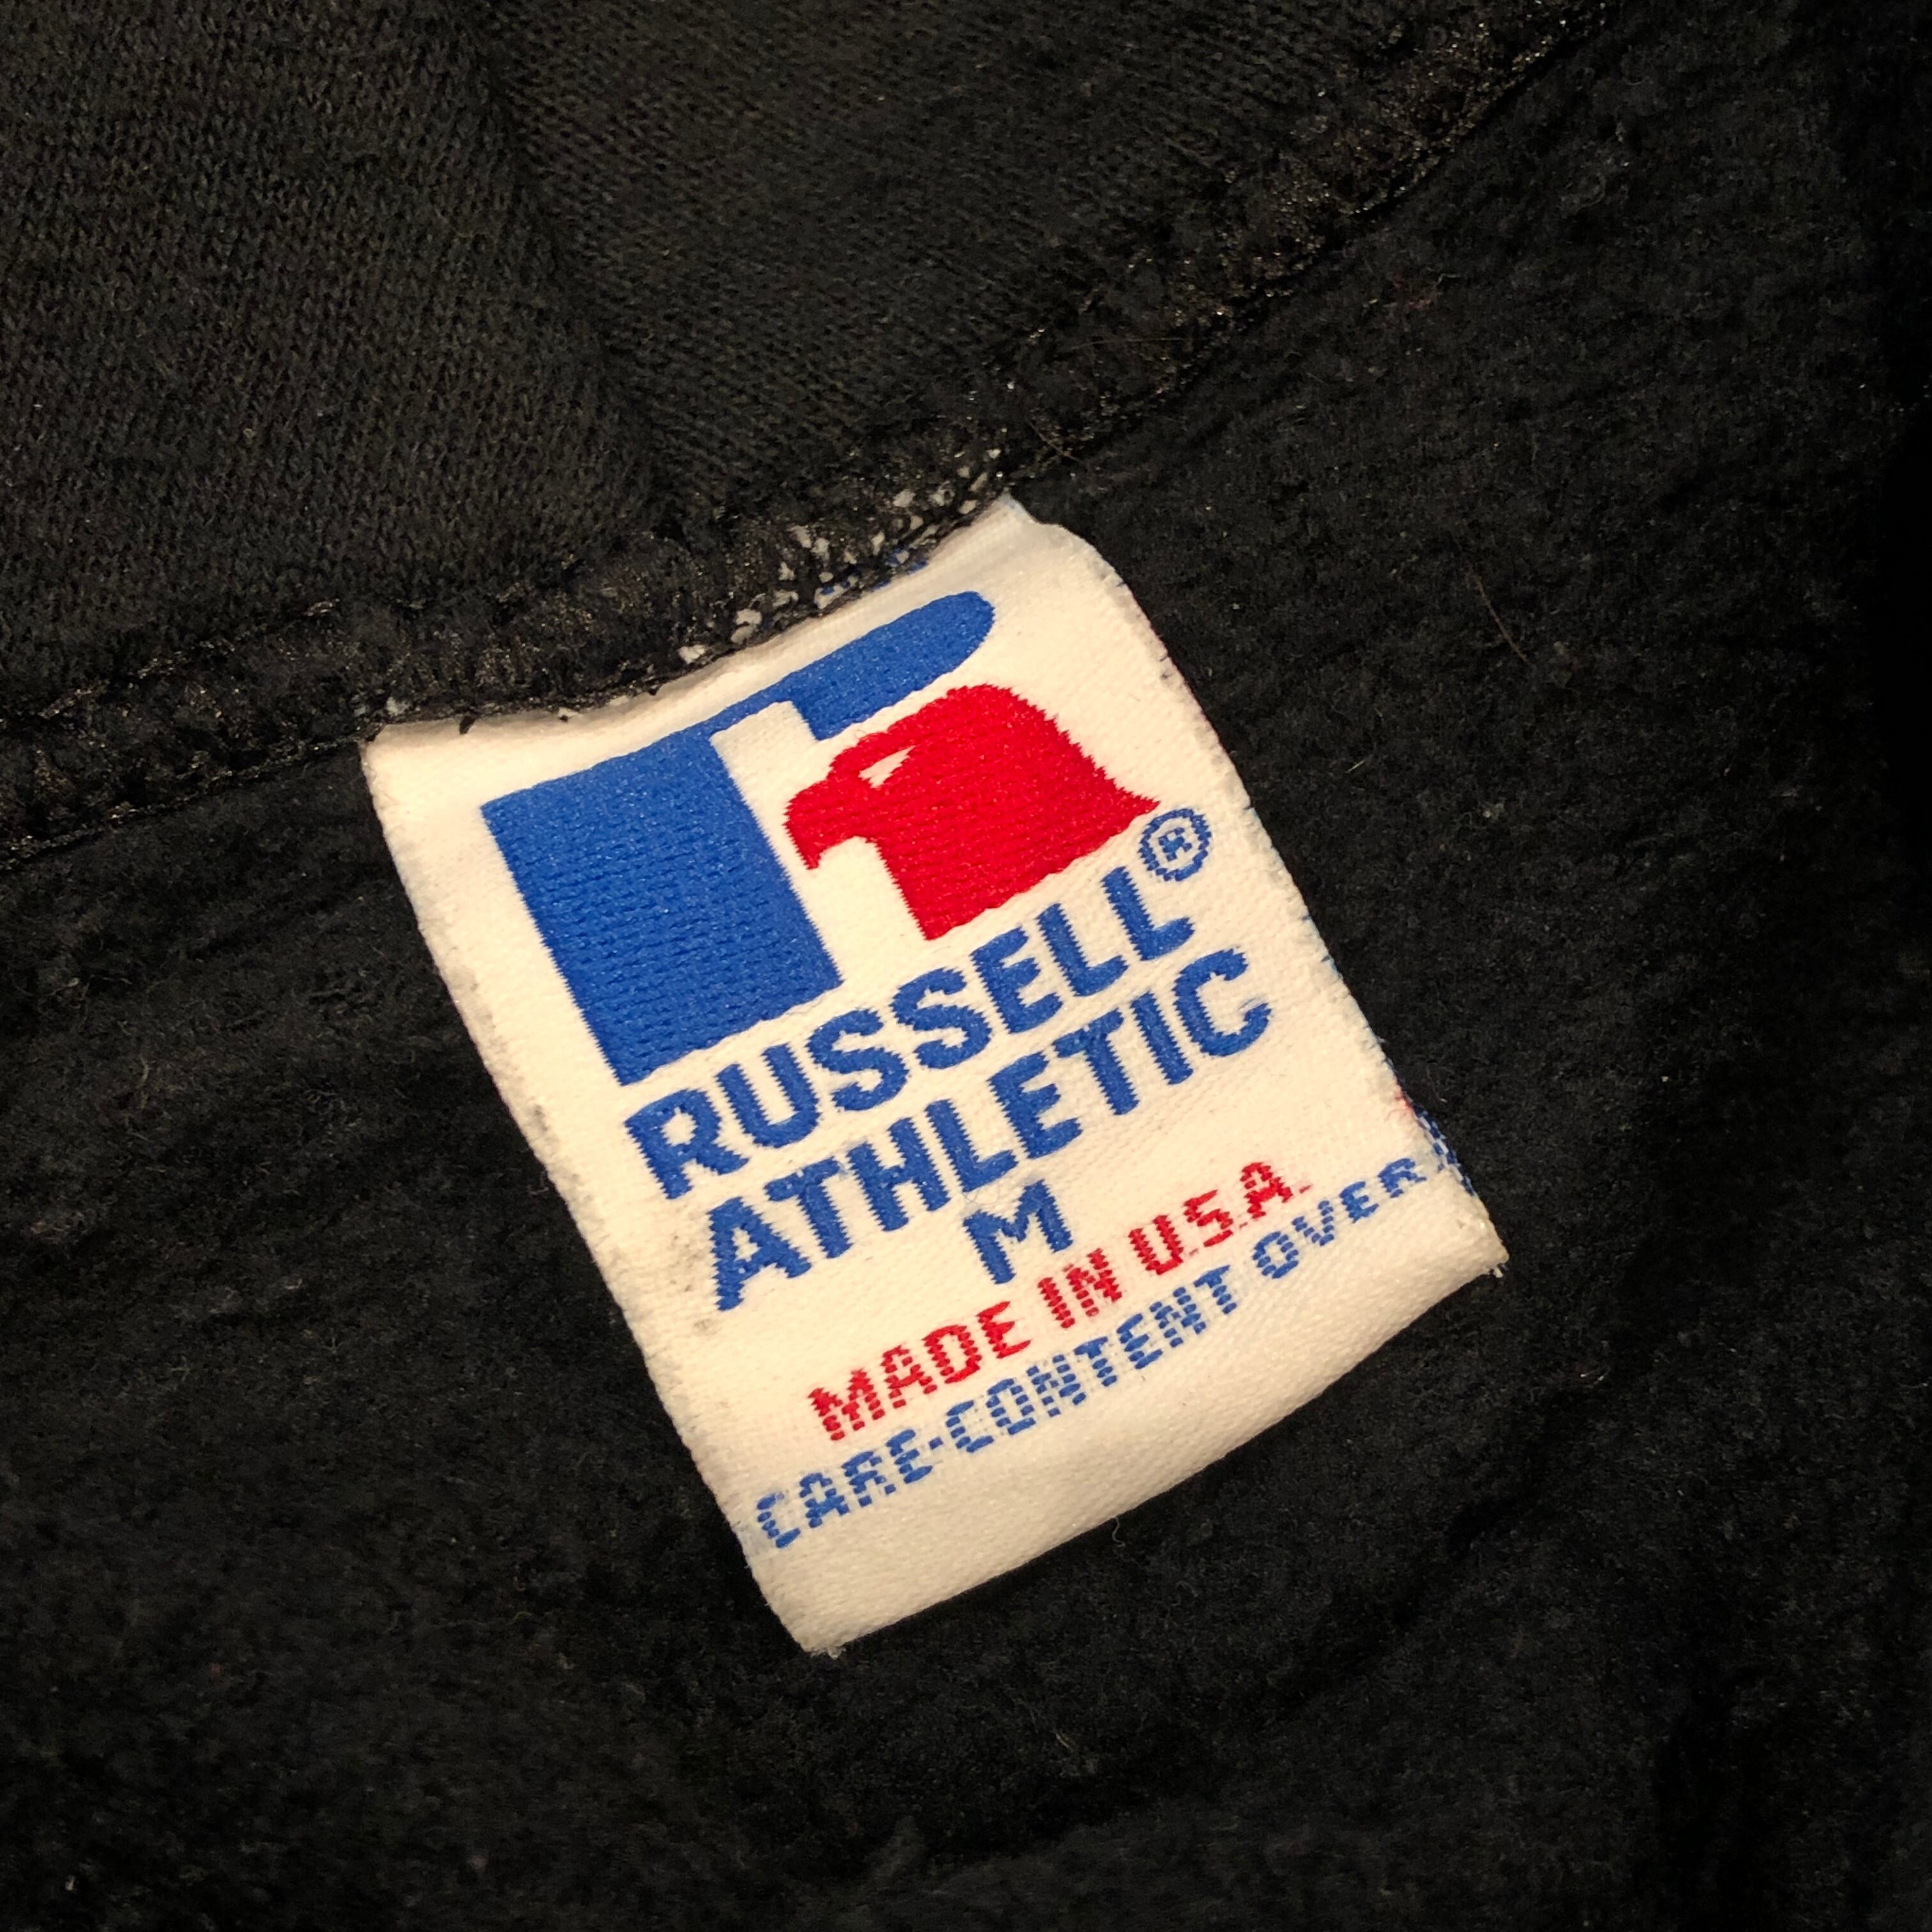 RUSSELL®
ATHLETIC
M
MADE IN U.S.A.
CARE-CONTENT OVER